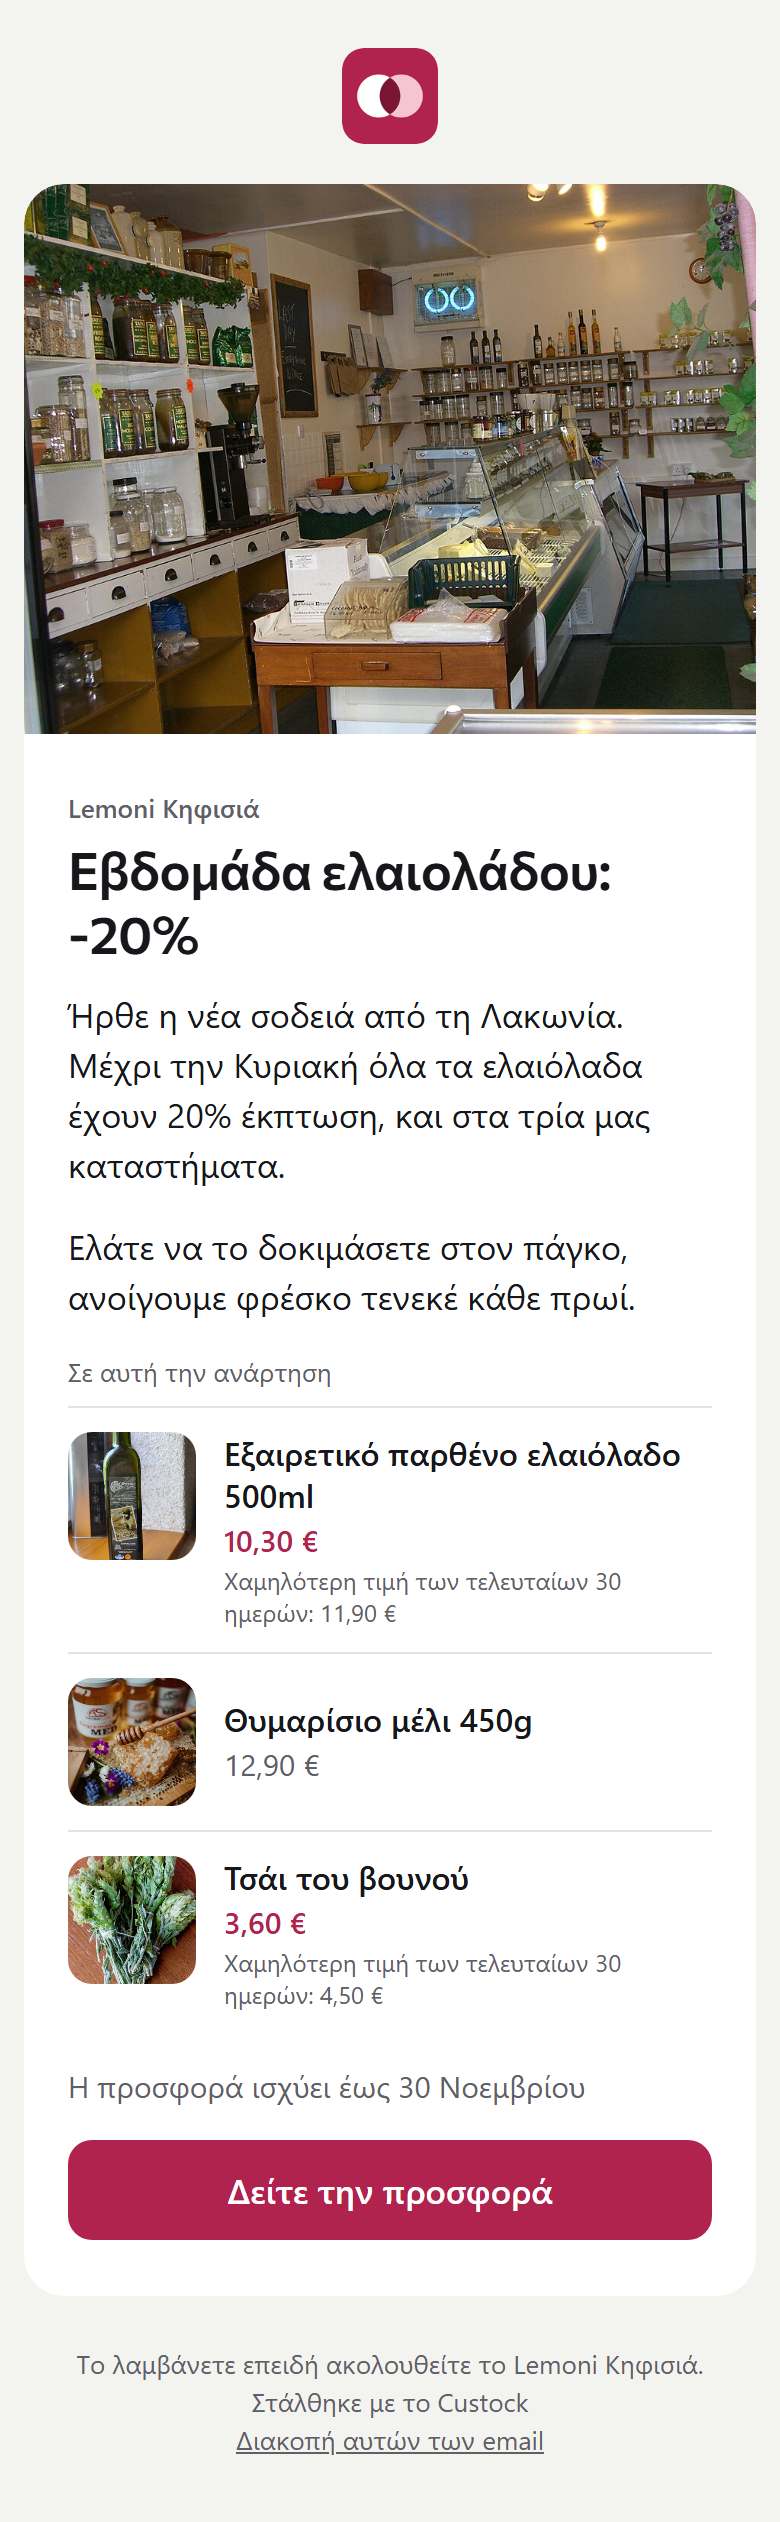 Lemoni Κηφισιά
Εβδομάδα ελαιολάδου:
-20%
Ήρθε η νέα σοδειά από τη Λακωνία.
Μέχρι την Κυριακή όλα τα ελαιόλαδα
έχουν 20% έκπτωση, και στα τρία μας
καταστήματα.
Ελάτε να το δοκιμάσετε στον πάγκο,
ανοίγουμε φρέσκο τενεκέ κάθε πρωί.
Σε αυτή την ανάρτηση
Εξαιρετικό παρθένο ελαιόλαδο
500ml
10,30 €
Χαμηλότερη τιμή των τελευταίων 30
ημερών: 11,90 €
Θυμαρίσιο μέλι 450g
12,90 €
Τσάι του βουνού
3,60 €
Χαμηλότερη τιμή των τελευταίων 30
ημερών: 4,50 €
Η προσφορά ισχύει έως 30 Νοεμβρίου
Δείτε την προσφορά
Το λαμβάνετε επειδή ακολουθείτε το Lemoni Κηφισιά.
Στάλθηκε με το Custock
Διακοπή αυτών των email